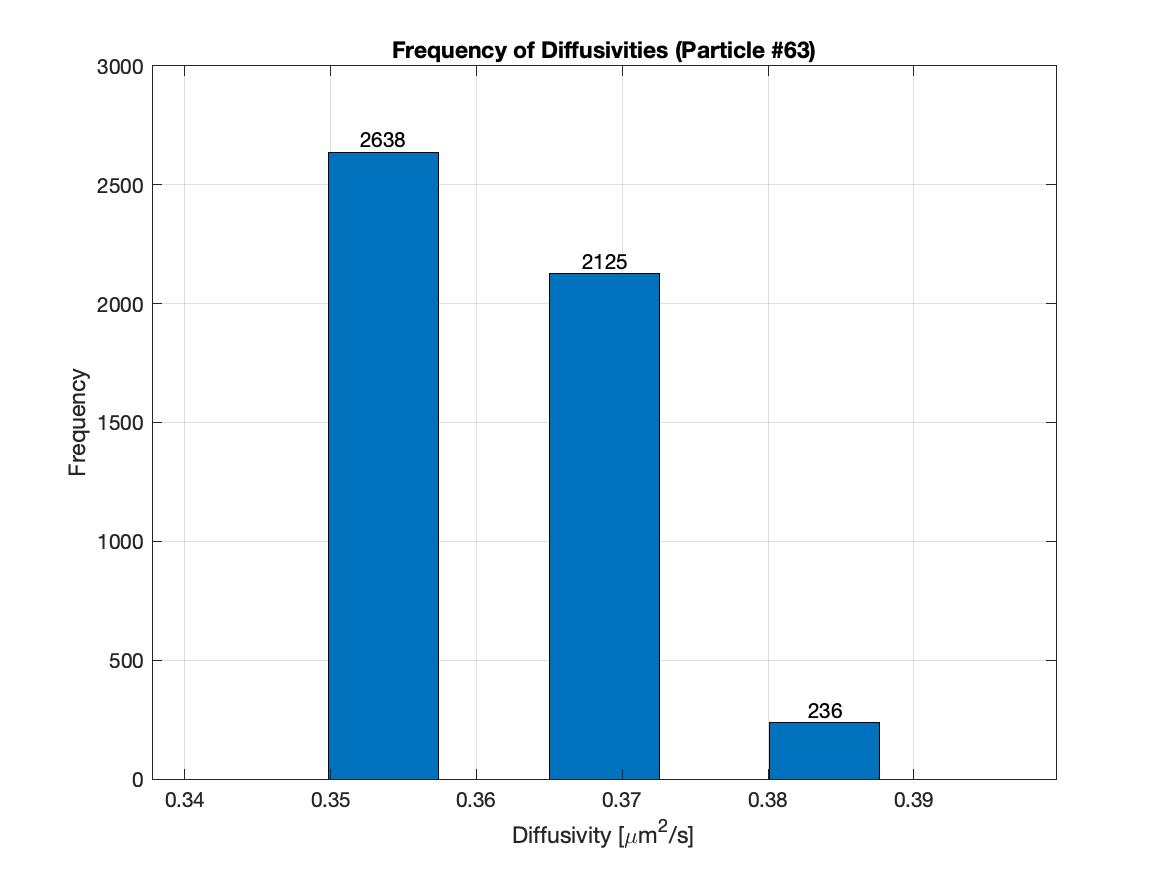 Frequency of Diffusivities (Particle #63)
3000
2500
2000
1500
1000
500
0
Frequency
2638
2125
236
0.34 0.35 0.36 0.37 0.38 0.39
Diffusivity [μm²/s]